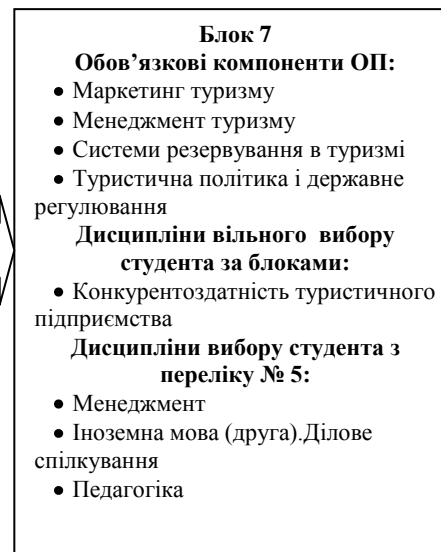 Блок 7
Обов’язкові компоненти ОП:
• Маркетинг туризму
• Менеджмент туризму
• Системи резервування в туризмі
• Туристична політика і державне
регулювання
Дисципліни вільного вибору
студента за блоками:
• Конкурентоздатність туристичного
підприємства
Дисципліни вибору студента з
переліку № 5:
• Менеджмент
• Іноземна мова (друга).Ділове
спілкування
• Педагогіка